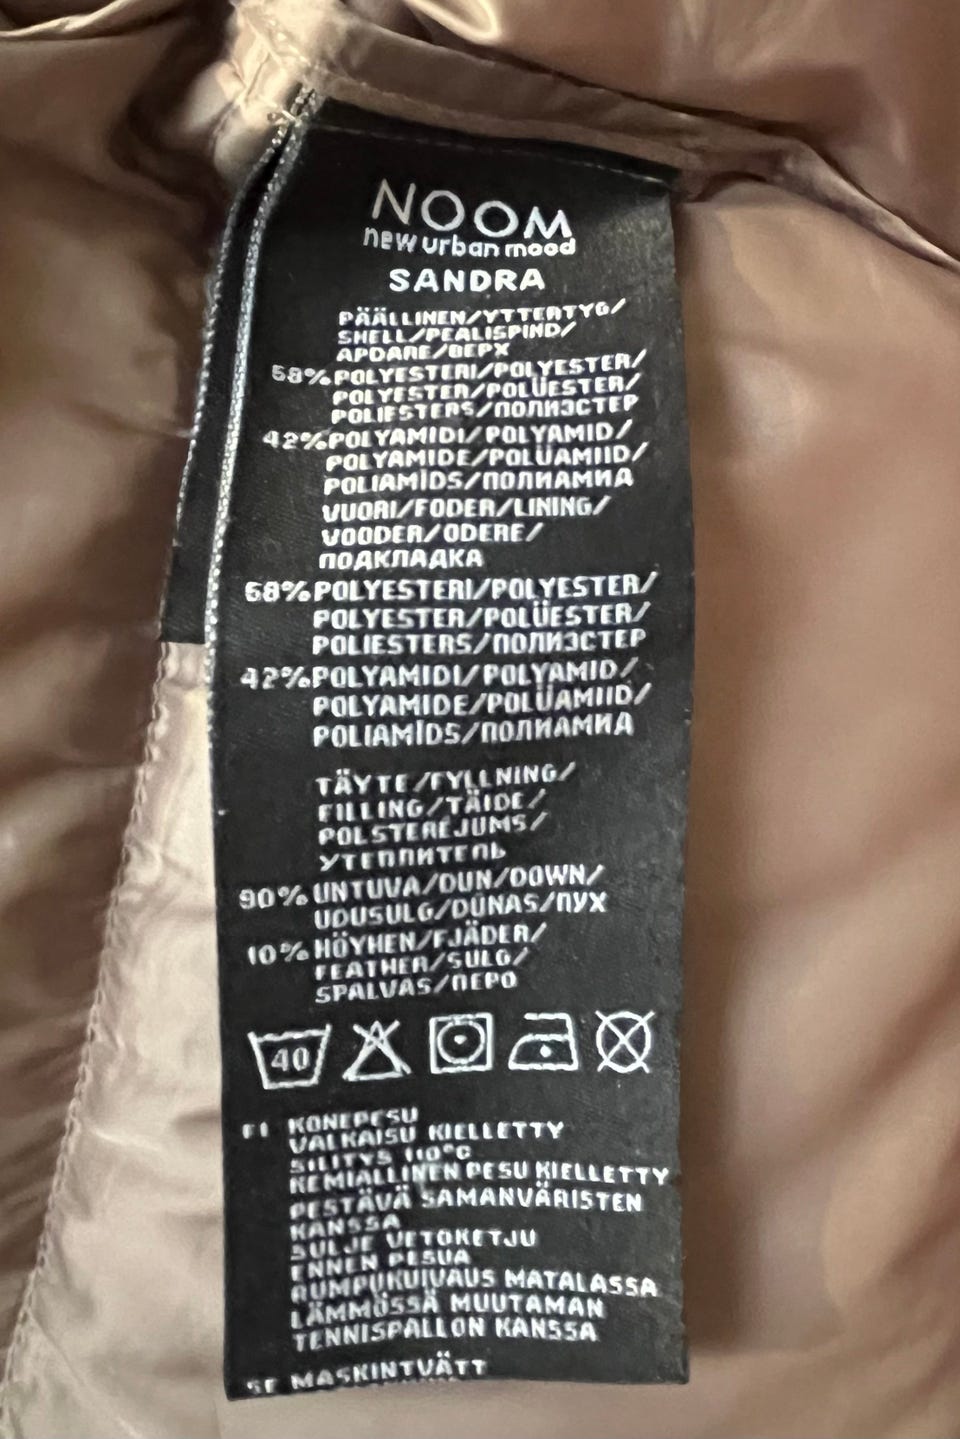 NOOM
new urban mood
SANDRA
PÄÄLLINEN/YTTERTYG/
SHELL/PEALISPIND/
APDARE/ВЕРХ
58% POLYESTERI/POLYESTER/
POLYESTER/POLÜESTER/
POLIESTERS/ПОЛИЭСТЕР
42% POLYAMIDI/POLYAMID/
POLYAMIDE/POLÜAMIID/
POLIAMĪDS/ПОЛИАМИД
VUORI/FODER/LINING/
VOODER/ODERE/
ПОДКЛАДКА
58% POLYESTERI/POLYESTER/
POLYESTER/POLÜESTER/
POLIESTERS/ПОЛИЭСТЕР
42% POLYAMIDI/POLYAMID/
POLYAMIDE/POLÜAMIID/
POLIAMĪDS/ПОЛИАМИД
TÄYTE/FYLLNING/
FILLING/TÄIDE/
POLSTERĒJUMS/
УТЕПЛИТЕЛЬ
90% UNTUVA/DUN/DOWN/
UDUSULG/DŪNAS/ПУХ
10% HÖYHEN/FJÄDER/
FEATHER/SULG/
SPALVAS/ПЕРО
40
FI KONEPESU
VALKAISU KIELLETTY
SILITYS 110°C
KEMIALLINEN PESU KIELLETTY
PESTÄVÄ SAMANVÄRISTEN
KANSSA
SULJE VETOKETJU
ENNEN PESUA
RUMPUKUIVAUS MATALASSA
LÄMMÖSSÄ MUUTAMAN
TENNISPALLON KANSSA
SE MASKINTVÄTT